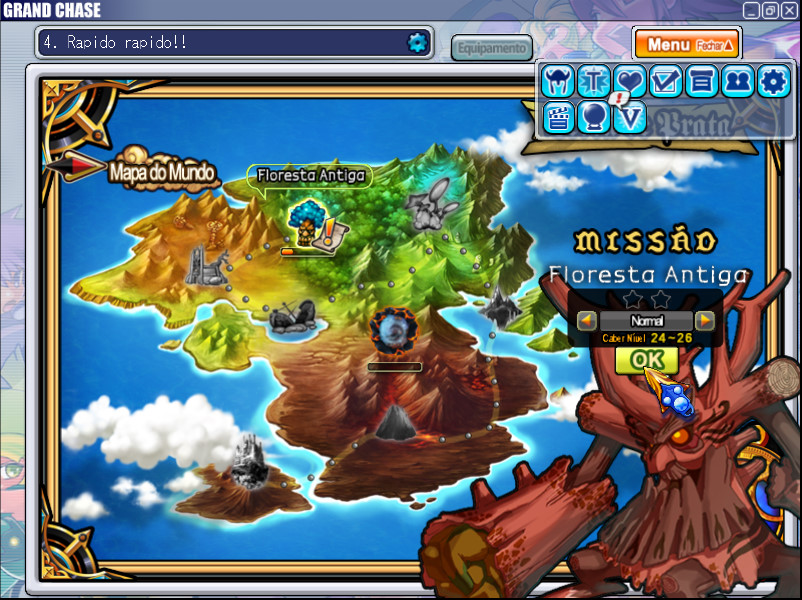 GRAND CHASE
4. Rapido rapido!!
Equipamento
Menu Fechar
Prata
Mapa do Mundo
Floresta Antiga
MISSÃO
Floresta Antiga
Normal
Caber Nível 24~26
OK